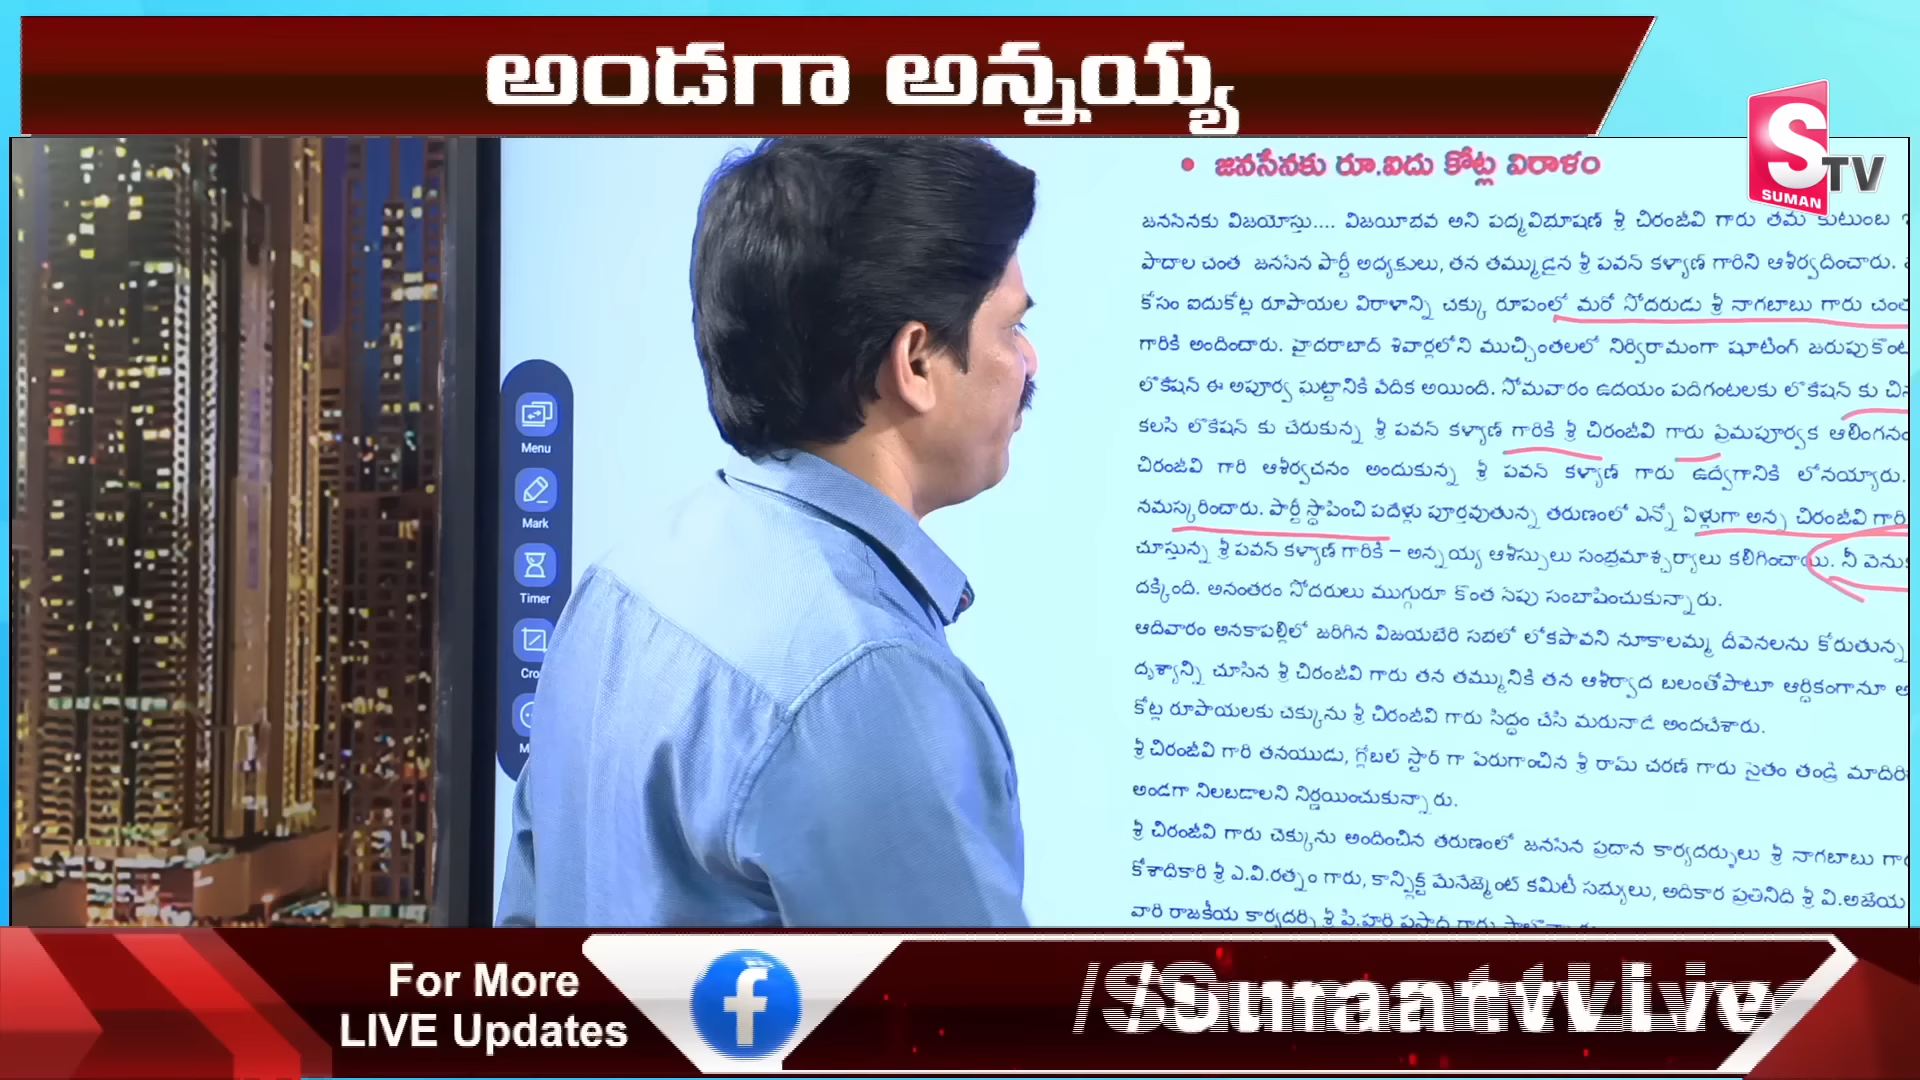 అండగా అన్నయ్య
S TV
SUMAN
• జనసేనకు రూ.ఐదు కోట్ల విరాళం
జనసేనకు విజయోస్తు.... విజయీభవ అని పద్మవిభూషణ్ శ్రీ చిరంజీవి గారు తమ కుటుంబ
పాదాల చెంత జనసేన పార్టీ అధ్యక్షులు, తన తమ్ముడైన శ్రీ పవన్ కళ్యాణ్ గారిని ఆశీర్వదించారు.
కోసం ఐదుకోట్ల రూపాయల విరాళాన్ని చెక్కు రూపంలో మరో సోదరుడు శ్రీ నాగబాబు గారు
గారికి అందించారు. హైదరాబాద్ శివార్లలోని ముచ్చింతలలో నిర్విరామంగా షూటింగ్
లొకేషన్ ఈ అపూర్వ ఘట్టానికి వేదిక అయింది. సోమవారం ఉదయం పదిగంటలకు లొకేషన్ కు
కలసి లొకేషన్ కు చేరుకున్న శ్రీ పవన్ కళ్యాణ్ గారికి శ్రీ చిరంజీవి గారు ప్రేమపూర్వక
చిరంజీవి గారి ఆశీర్వచనం అందుకున్న శ్రీ పవన్ కళ్యాణ్ గారు ఉద్వేగానికి లోనయ్యారు.
నమస్కరించారు. పార్టీ స్థాపించి పదేళ్లు పూర్తవుతున్న తరుణంలో ఎన్నో ఏళ్లుగా అన్న చిరంజీవి గారి
చూస్తున్న శ్రీ పవన్ కళ్యాణ్ గారికి – అన్నయ్య ఆశీస్సులు సంభ్రమాశ్చర్యాలు కలిగించాయి. నీ
దక్కింది. అనంతరం సోదరులు ముగ్గురూ కొంత సేపు సంభాషించుకున్నారు.
ఆదివారం అనకాపల్లిలో జరిగిన విజయభేరి సభలో లోకపావని నూకాలమ్మ దీవెనలను కోరుతున్న
దృశ్యాన్ని చూసిన శ్రీ చిరంజీవి గారు తన తమ్మునికి తన ఆశీర్వాద బలంతోపాటూ ఆర్థికంగానూ
కోట్ల రూపాయలకు చెక్కును శ్రీ చిరంజీవి గారు సిద్ధం చేసి మరునాడే అందచేశారు.
శ్రీ చిరంజీవి గారి తనయుడు, గ్లోబల్ స్టార్ గా పేరుగాంచిన శ్రీ రామ్ చరణ్ గారు సైతం తండ్రి
అండగా నిలబడాలని నిర్ణయించుకున్నారు.
శ్రీ చిరంజీవి గారు చెక్కును అందించిన తరుణంలో జనసేన ప్రధాన కార్యదర్శులు శ్రీ నాగబాబు
కోశాధికారి శ్రీ ఎ.వి.రత్నం గారు, కాన్ఫ్లిక్ట్ మేనేజ్మెంట్ కమిటీ సభ్యులు, అధికార ప్రతినిధి శ్రీ వి.అజేయ
వారి రాజకీయ కార్యదర్శి శ్రీ పి.హరి ప్రసాద్ గారు
Menu
Mark
Timer
For More
LIVE Updates